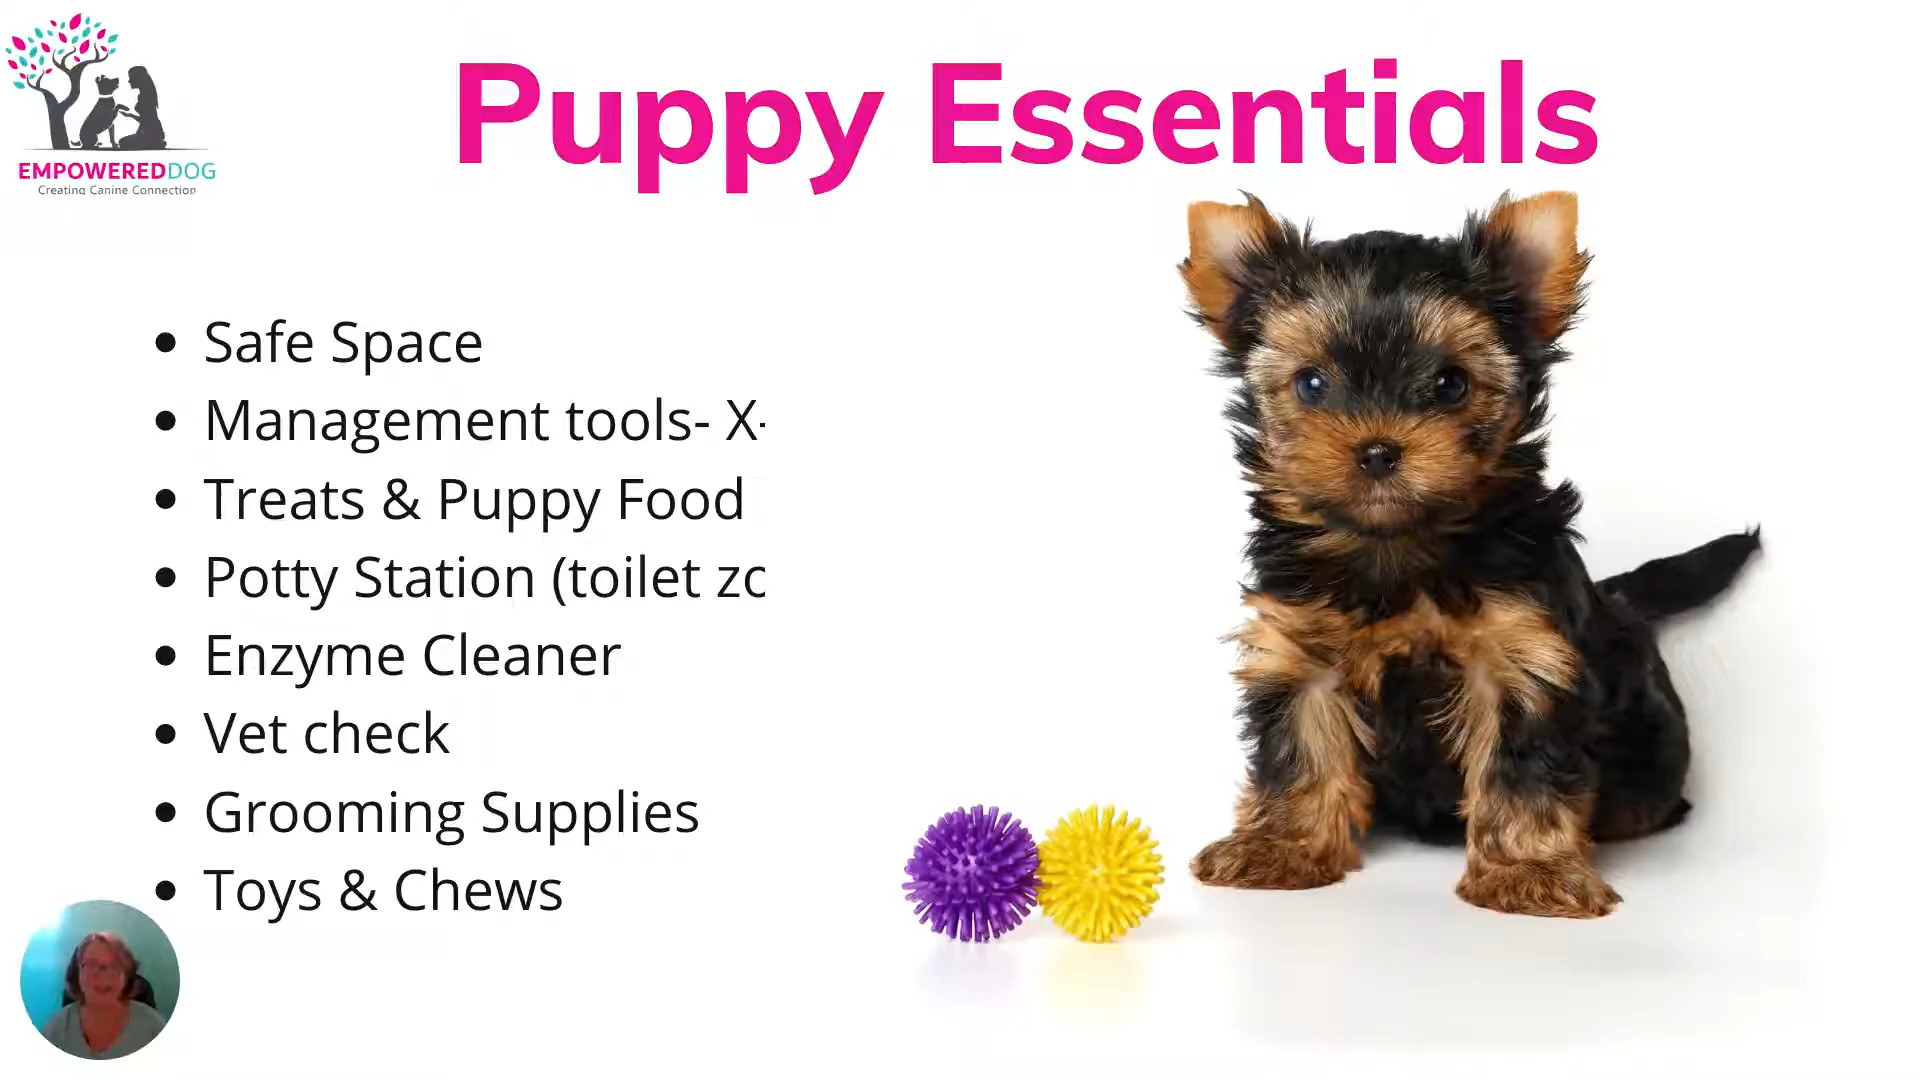 EMPOWEREDDOG
Creating Canine Connection
Puppy Essentials
Safe Space
Management tools- X-
Treats & Puppy Food
Potty Station (toilet zo
Enzyme Cleaner
Vet check
Grooming Supplies
Toys & Chews